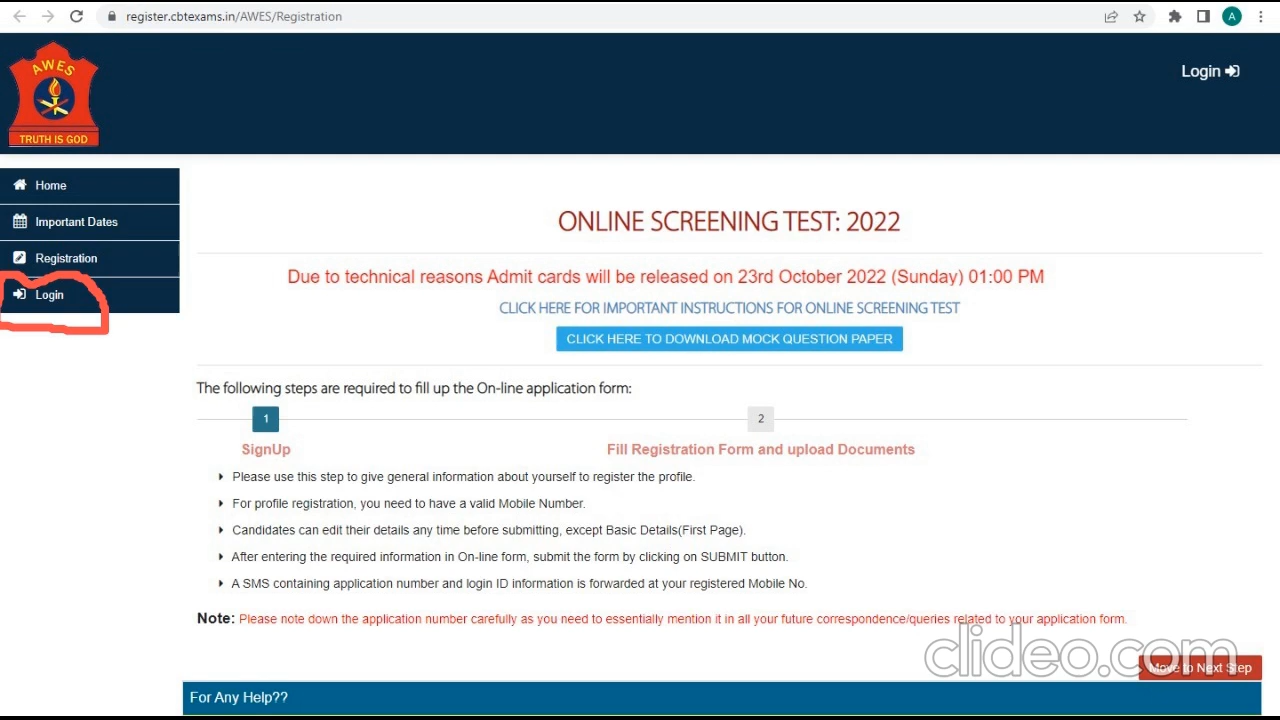 register.cbtexams.in/AWES/Registration
A
AWES
TRUTH IS GOD
Login
Home
Important Dates
Registration
Login
ONLINE SCREENING TEST: 2022
Due to technical reasons Admit cards will be released on 23rd October 2022 (Sunday) 01:00 PM
CLICK HERE FOR IMPORTANT INSTRUCTIONS FOR ONLINE SCREENING TEST
CLICK HERE TO DOWNLOAD MOCK QUESTION PAPER
The following steps are required to fill up the On-line application form:
1
2
SignUp
Fill Registration Form and upload Documents
Please use this step to give general information about yourself to register the profile.
For profile registration, you need to have a valid Mobile Number.
Candidates can edit their details any time before submitting, except Basic Details(First Page).
After entering the required information in On-line form, submit the form by clicking on SUBMIT button.
A SMS containing application number and login ID information is forwarded at your registered Mobile No.
Note: Please note down the application number carefully as you need to essentially mention it in all your future correspondence/queries related to your application form.
clideo.com
Move to Next Step
For Any Help??